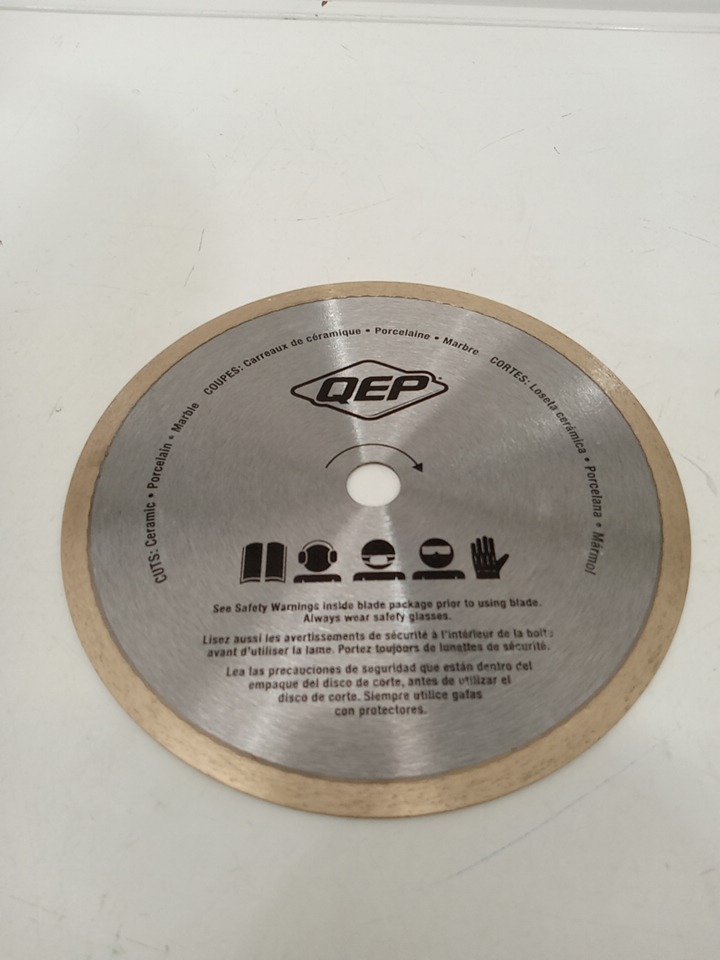 CUTS: Ceramic • Porcelain • Marble
COUPES: Carreaux de céramique • Porcelaine • Marbre
CORTES: Loseta cerámica • Porcelana • Mármol
QEP®
See Safety Warnings inside blade package prior to using blade.
Always wear safety glasses.
Lisez aussi les avertissements de sécurité à l'intérieur de la boîte
avant d'utiliser la lame. Portez toujours de lunettes de sécurité.
Lea las precauciones de seguridad que están dentro del
empaque del disco de corte, antes de utilizar el
disco de corte. Siempre utilice gafas
con protectores.